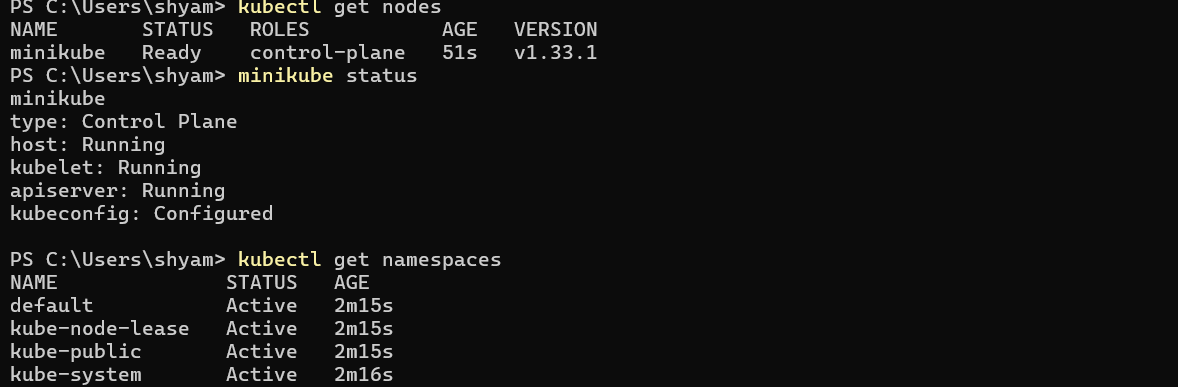 PS C:\Users\shyam> kubectl get nodes
NAME       STATUS   ROLES           AGE   VERSION
minikube   Ready    control-plane   51s   v1.33.1
PS C:\Users\shyam> minikube status
minikube
type: Control Plane
host: Running
kubelet: Running
apiserver: Running
kubeconfig: Configured

PS C:\Users\shyam> kubectl get namespaces
NAME              STATUS   AGE
default           Active   2m15s
kube-node-lease   Active   2m15s
kube-public       Active   2m15s
kube-system       Active   2m16s